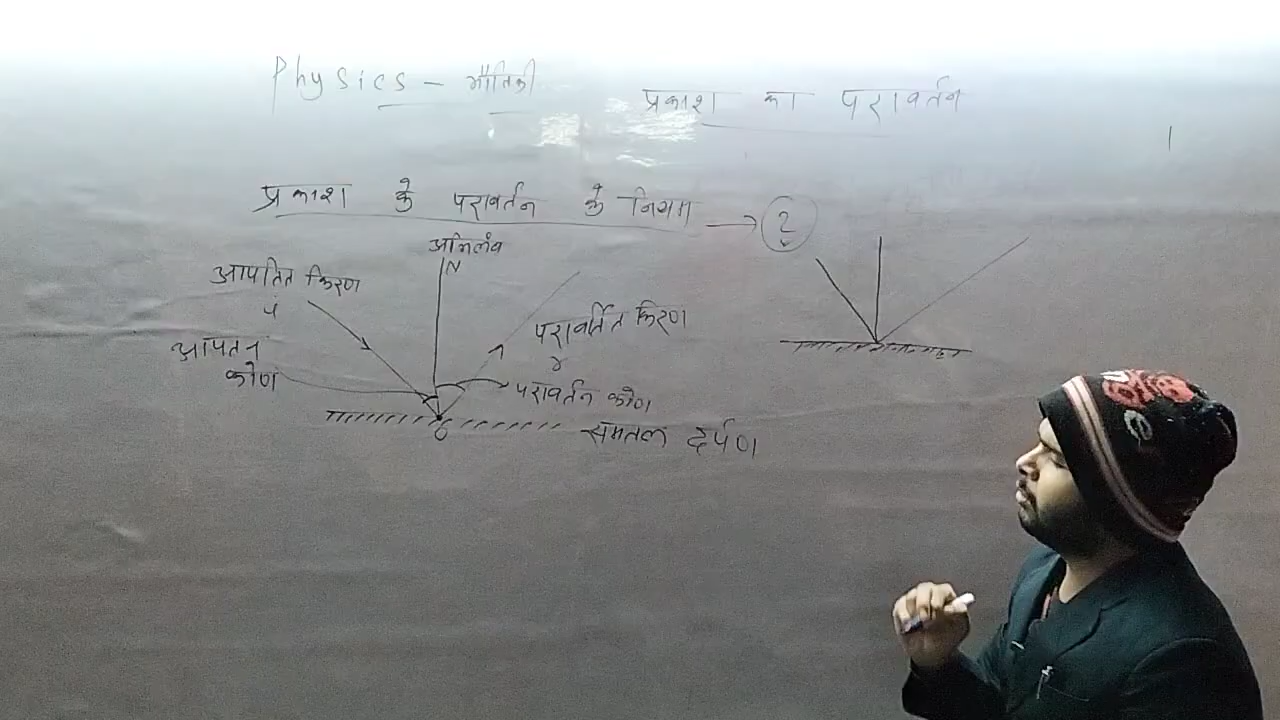 Physics - भौतिकी
प्रकाश का परावर्तन
प्रकाश के परावर्तन के नियम → 2
अभिलंब
N
आपतित किरण
i
परावर्तित किरण
r
आपतन
कोण
परावर्तन कोण
समतल दर्पण
O
e